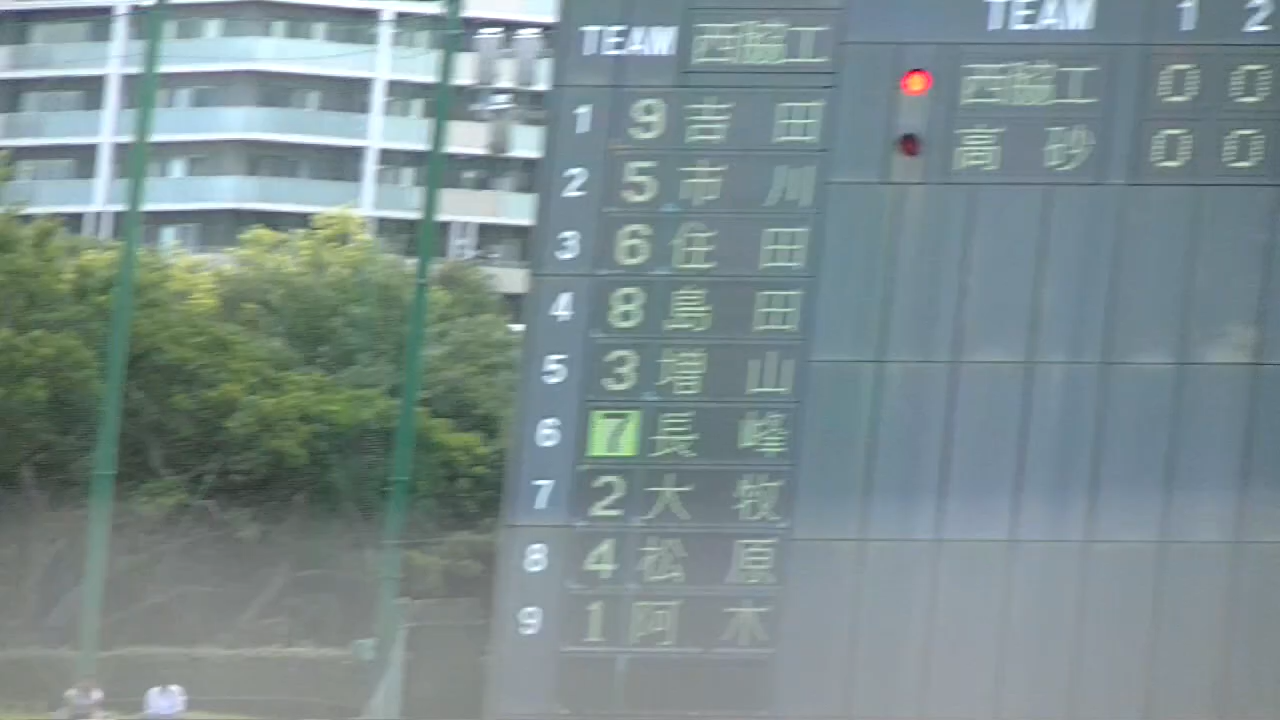 TEAM 西脇工
1 9 吉田
2 5 市川
3 6 住田
4 8 島田
5 3 増山
6 7 長峰
7 2 大牧
8 4 松原
9 1 阿木
TEAM 1 2
西脇工 0 0
高砂 0 0